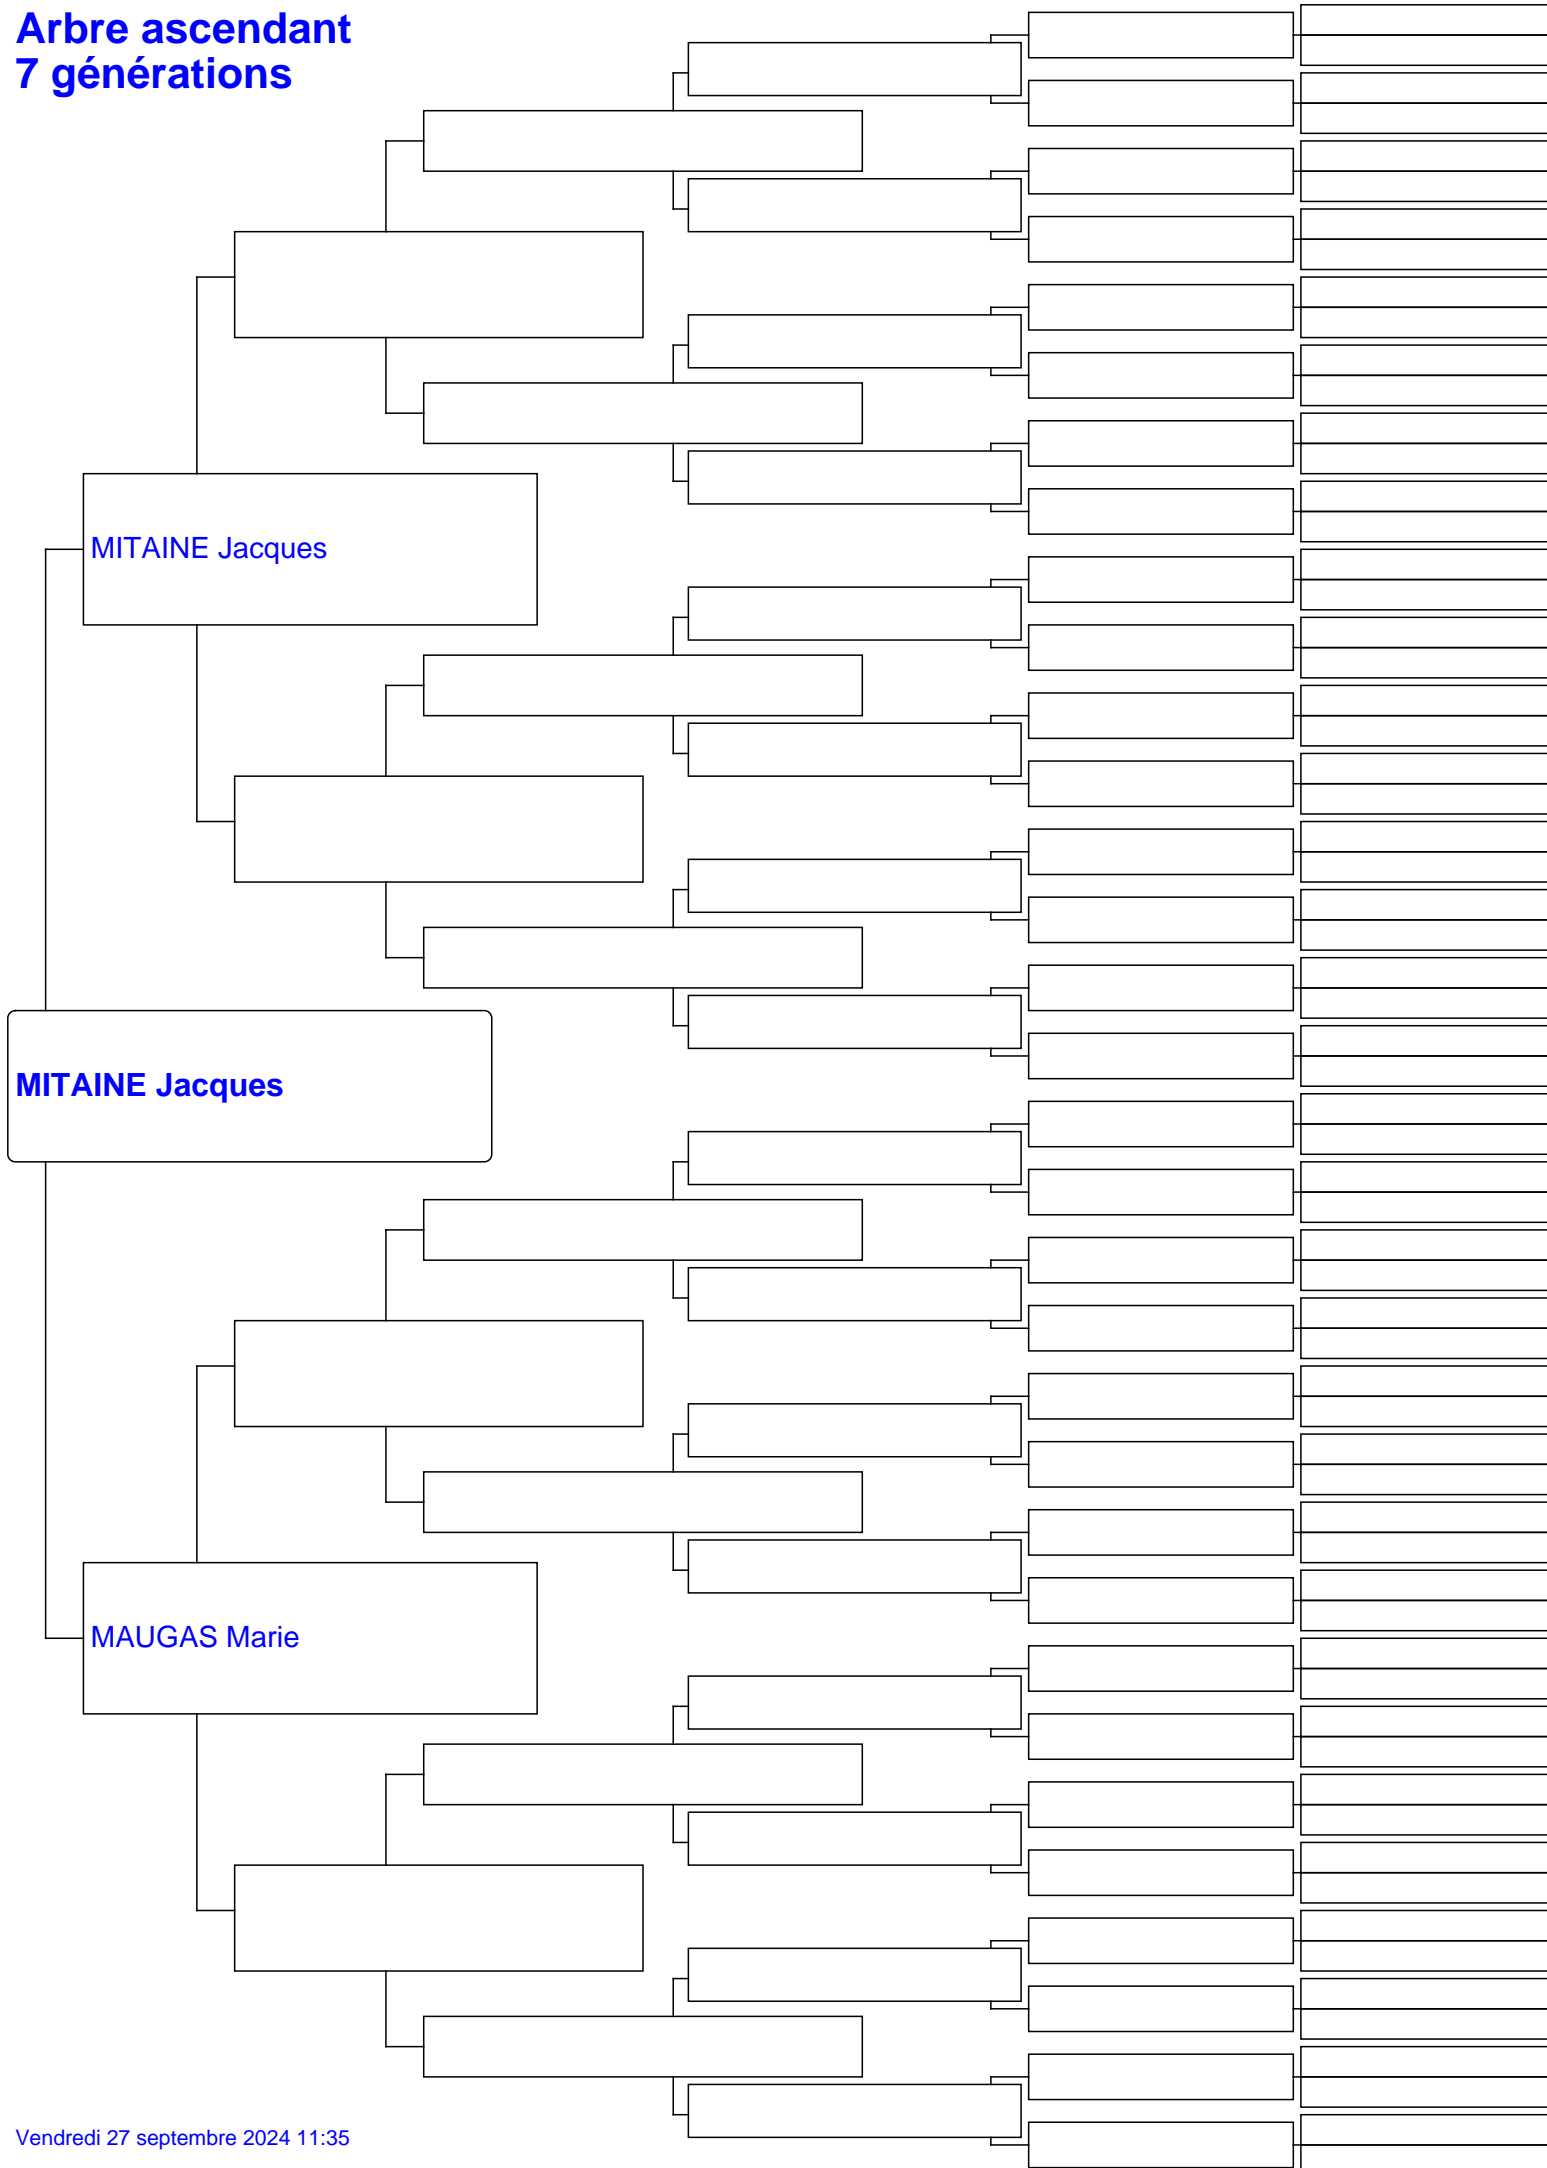 Arbre ascendant
7 générations
MITAINE Jacques
MITAINE Jacques
MAUGAS Marie
Vendredi 27 septembre 2024 11:35